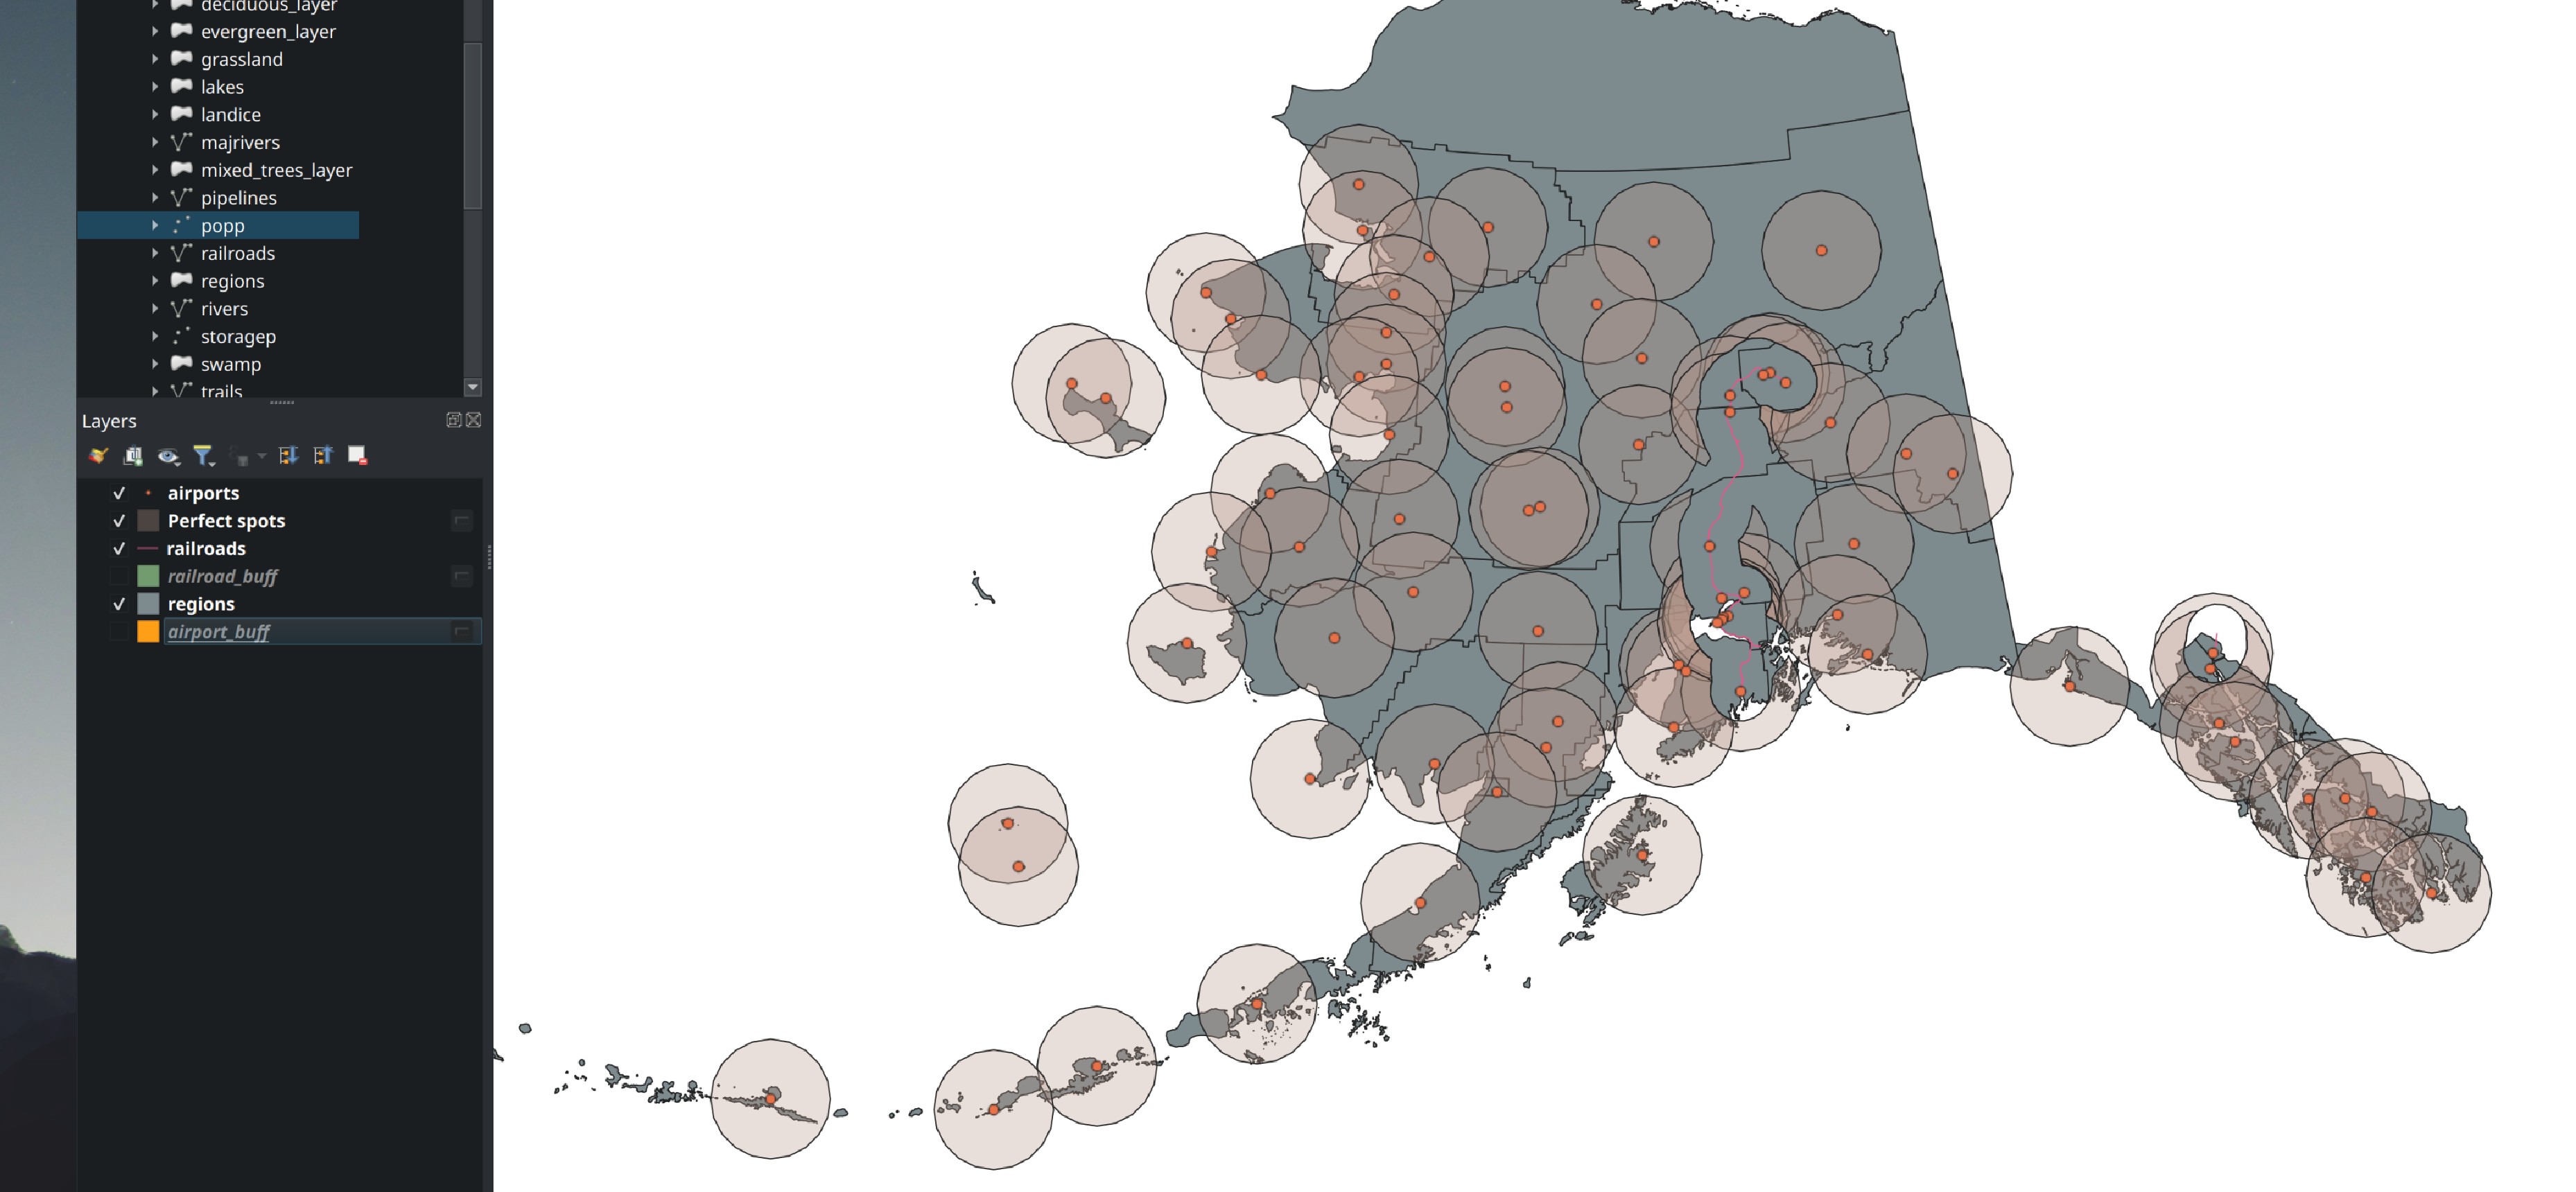 deciduous_layer
evergreen_layer
grassland
lakes
landice
majrivers
mixed_trees_layer
pipelines
popp
railroads
regions
rivers
storagep
swamp
trails
Layers
airports
Perfect spots
railroads
railroad_buff
regions
airport_buff